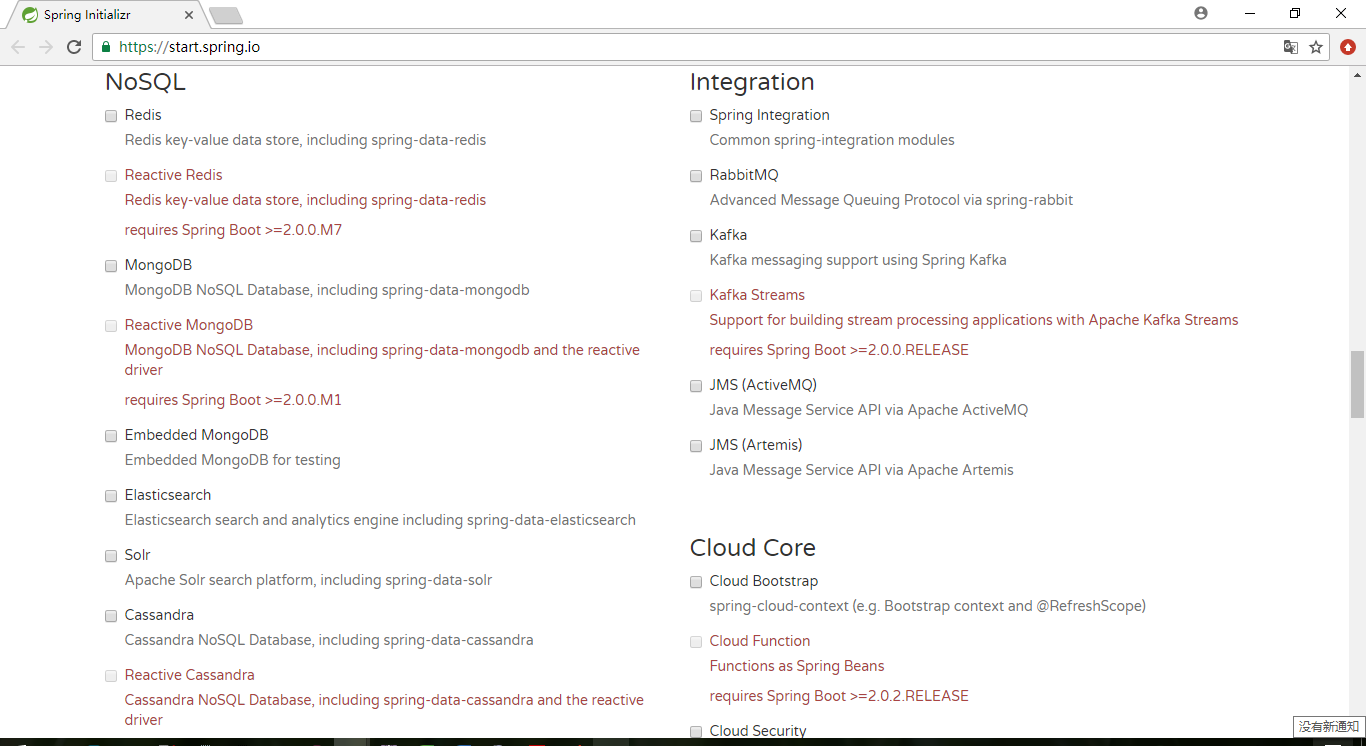 Spring Initializr
https://start.spring.io
NoSQL
Redis
Redis key-value data store, including spring-data-redis
Reactive Redis
Redis key-value data store, including spring-data-redis
requires Spring Boot >=2.0.0.M7
MongoDB
MongoDB NoSQL Database, including spring-data-mongodb
Reactive MongoDB
MongoDB NoSQL Database, including spring-data-mongodb and the reactive
driver
requires Spring Boot >=2.0.0.M1
Embedded MongoDB
Embedded MongoDB for testing
Elasticsearch
Elasticsearch search and analytics engine including spring-data-elasticsearch
Solr
Apache Solr search platform, including spring-data-solr
Cassandra
Cassandra NoSQL Database, including spring-data-cassandra
Reactive Cassandra
Cassandra NoSQL Database, including spring-data-cassandra and the reactive
driver
Integration
Spring Integration
Common spring-integration modules
RabbitMQ
Advanced Message Queuing Protocol via spring-rabbit
Kafka
Kafka messaging support using Spring Kafka
Kafka Streams
Support for building stream processing applications with Apache Kafka Streams
requires Spring Boot >=2.0.0.RELEASE
JMS (ActiveMQ)
Java Message Service API via Apache ActiveMQ
JMS (Artemis)
Java Message Service API via Apache Artemis
Cloud Core
Cloud Bootstrap
spring-cloud-context (e.g. Bootstrap context and @RefreshScope)
Cloud Function
Functions as Spring Beans
requires Spring Boot >=2.0.2.RELEASE
Cloud Security
没有新通知